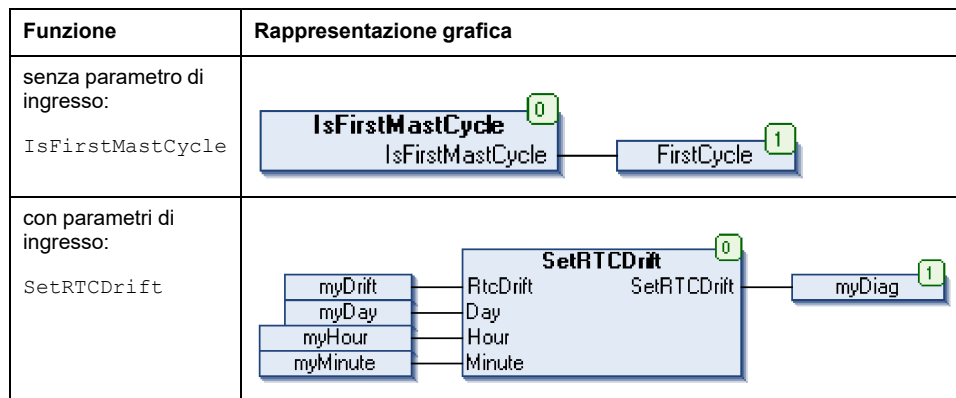 Funzione
Rappresentazione grafica
senza parametro di
ingresso:
IsFirstMastCycle
0
IsFirstMastCycle
IsFirstMastCycle
1
FirstCycle
con parametri di
ingresso:
SetRTCDrift
0
SetRTCDrift
myDrift
RtcDrift
SetRTCDrift
1
myDiag
myDay
Day
myHour
Hour
myMinute
Minute